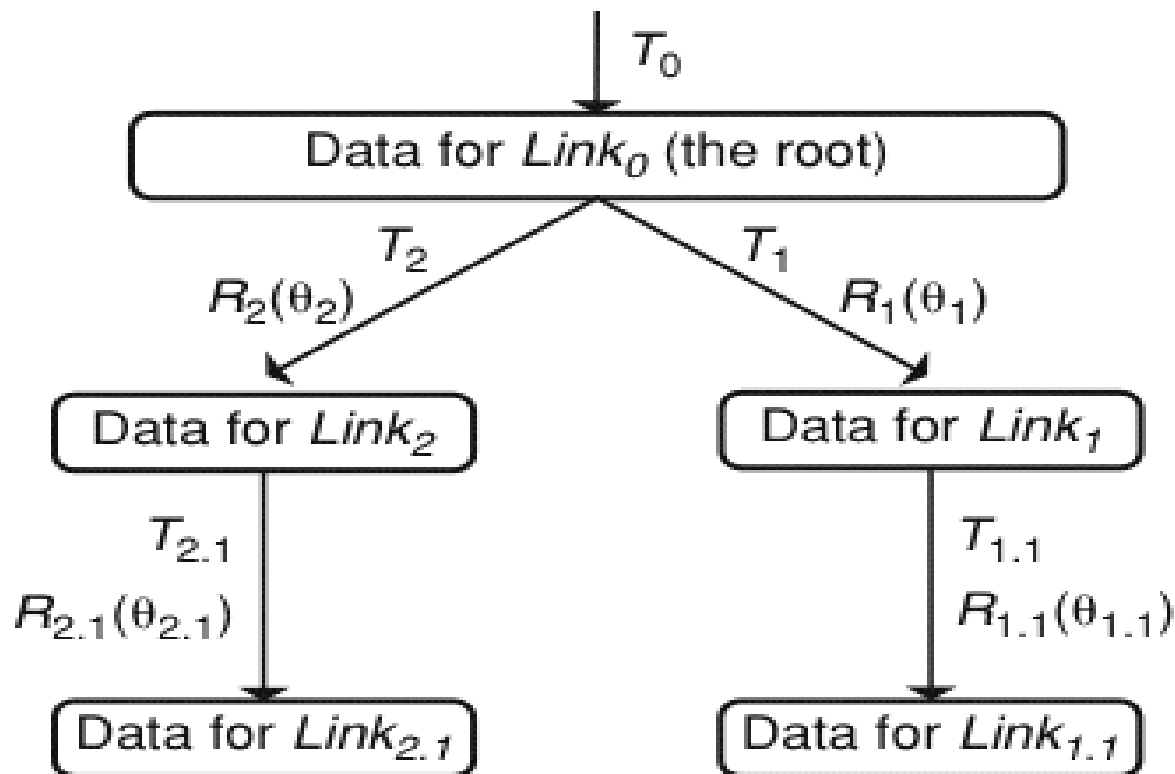 T₀
Data for Link₀ (the root)
T₂
T₁
R₂(θ₂)
R₁(θ₁)
Data for Link₂
Data for Link₁
T₂.₁
T₁.₁
R₂.₁(θ₂.₁)
R₁.₁(θ₁.₁)
Data for Link₂.₁
Data for Link₁.₁